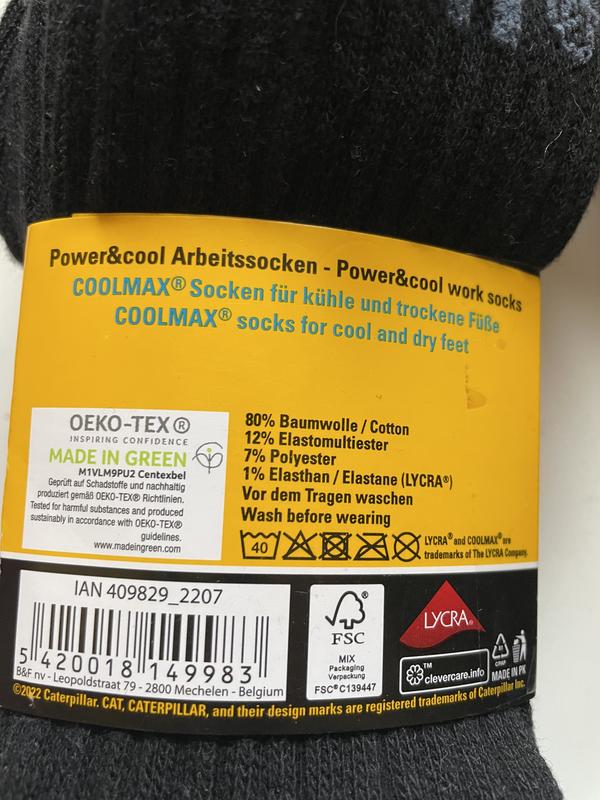 Power&cool Arbeitssocken - Power&cool work socks
COOLMAX® Socken für kühle und trockene Füße
COOLMAX® socks for cool and dry feet
OEKO-TEX®
INSPIRING CONFIDENCE
MADE IN GREEN
M1VLM9PU2 Centexbel
Geprüft auf Schadstoffe und nachhaltig
produziert gemäß OEKO-TEX® Richtlinien.
Tested for harmful substances and produced
sustainably in accordance with OEKO-TEX®
guidelines.
www.madeingreen.com
80% Baumwolle / Cotton
12% Elastomultiester
7% Polyester
1% Elasthan / Elastane (LYCRA®)
Vor dem Tragen waschen
Wash before wearing
40
LYCRA® and COOLMAX® are
trademarks of The LYCRA Company.
IAN 409829_2207
5 420018 149983
B&F nv - Leopoldstraat 79 - 2800 Mechelen - Belgium
®
FSC
MIX
Packaging
Verpackung
FSC® C139447
LYCRA®
™ clevercare.info
C/PAP
MADE IN PK
©2022 Caterpillar. CAT, CATERPILLAR, and their design marks are registered trademarks of Caterpillar Inc.